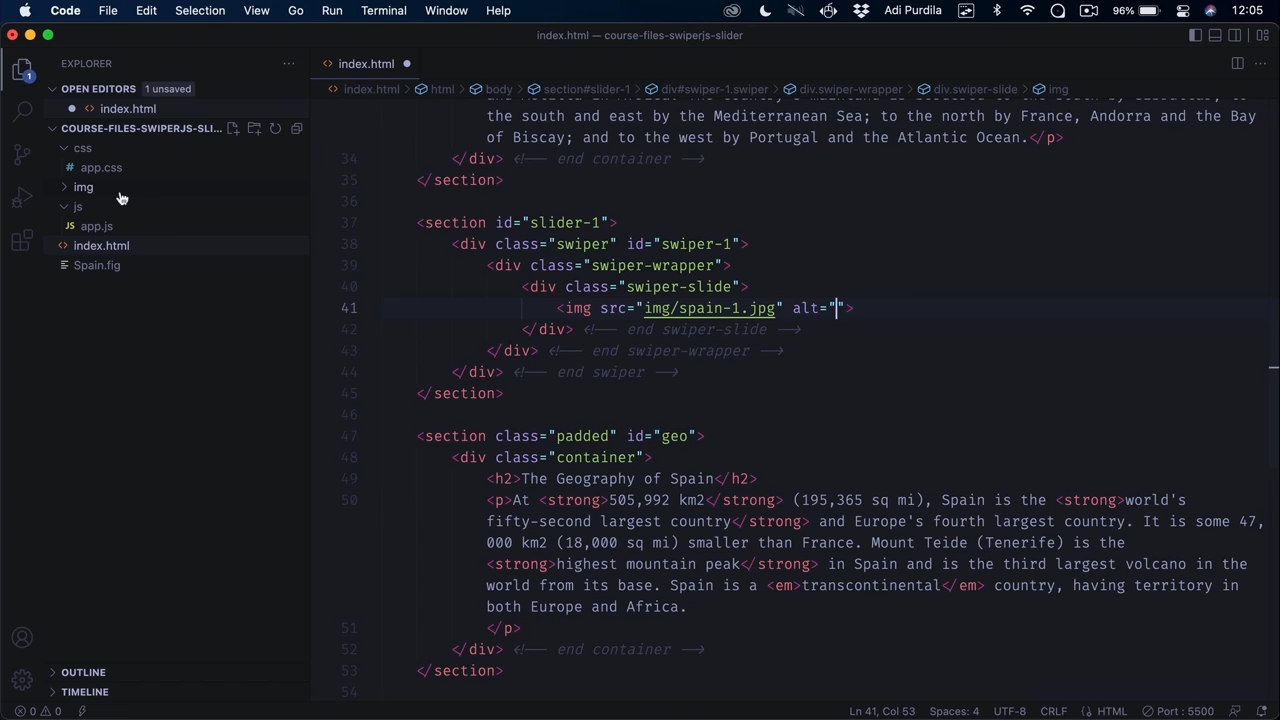 Code File Edit Selection View Go Run Terminal Window Help Adi Purdila 96% 12:05
index.html — course-files-swiperjs-slider
EXPLORER
OPEN EDITORS 1 unsaved
index.html
COURSE-FILES-SWIPERJS-SLI...
css
# app.css
img
js
JS app.js
index.html
Spain.fig
OUTLINE
TIMELINE
1
index.html
index.html > html > body > section#slider-1 > div#swiper-1.swiper > div.swiper-wrapper > div.swiper-slide > img
the south and east by the Mediterranean Sea; to the north by France, Andorra and the Bay
of Biscay; and to the west by Portugal and the Atlantic Ocean.</p>
34 </div> <!-- end container -->
35 </section>
36
37 <section id="slider-1">
38 <div class="swiper" id="swiper-1">
39 <div class="swiper-wrapper">
40 <div class="swiper-slide">
41 <img src="img/spain-1.jpg" alt="">
42 </div> <!-- end swiper-slide -->
43 </div> <!-- end swiper-wrapper -->
44 </div> <!-- end swiper -->
45 </section>
46
47 <section class="padded" id="geo">
48 <div class="container">
49 <h2>The Geography of Spain</h2>
50 <p>At <strong>505,992 km2</strong> (195,365 sq mi), Spain is the <strong>world's
fifty-second largest country</strong> and Europe's fourth largest country. It is some 47,
000 km2 (18,000 sq mi) smaller than France. Mount Teide (Tenerife) is the
<strong>highest mountain peak</strong> in Spain and is the third largest volcano in the
world from its base. Spain is a <em>transcontinental</em> country, having territory in
both Europe and Africa.
51 </p>
52 </div> <!-- end container -->
53 </section>
54
0 0 Ln 41, Col 53 Spaces: 4 UTF-8 CRLF HTML Port : 5500